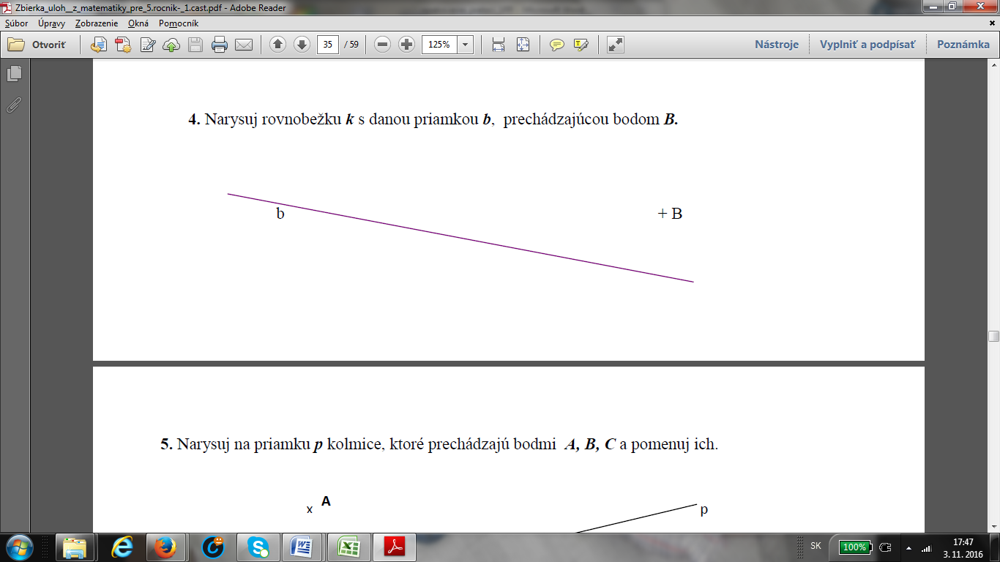 Zbierka_uloh__z_matematiky_pre_5.rocnik-_1.cast.pdf - Adobe Reader
Súbor Úpravy Zobrazenie Okná Pomocník
Otvoriť 35 / 59 125% Nástroje Vyplniť a podpísať Poznámka
4. Narysuj rovnobežku k s danou priamkou b, prechádzajúcou bodom B.
b + B
5. Narysuj na priamku p kolmice, ktoré prechádzajú bodmi A, B, C a pomenuj ich.
x A p
SK 100% 17:47
3. 11. 2016